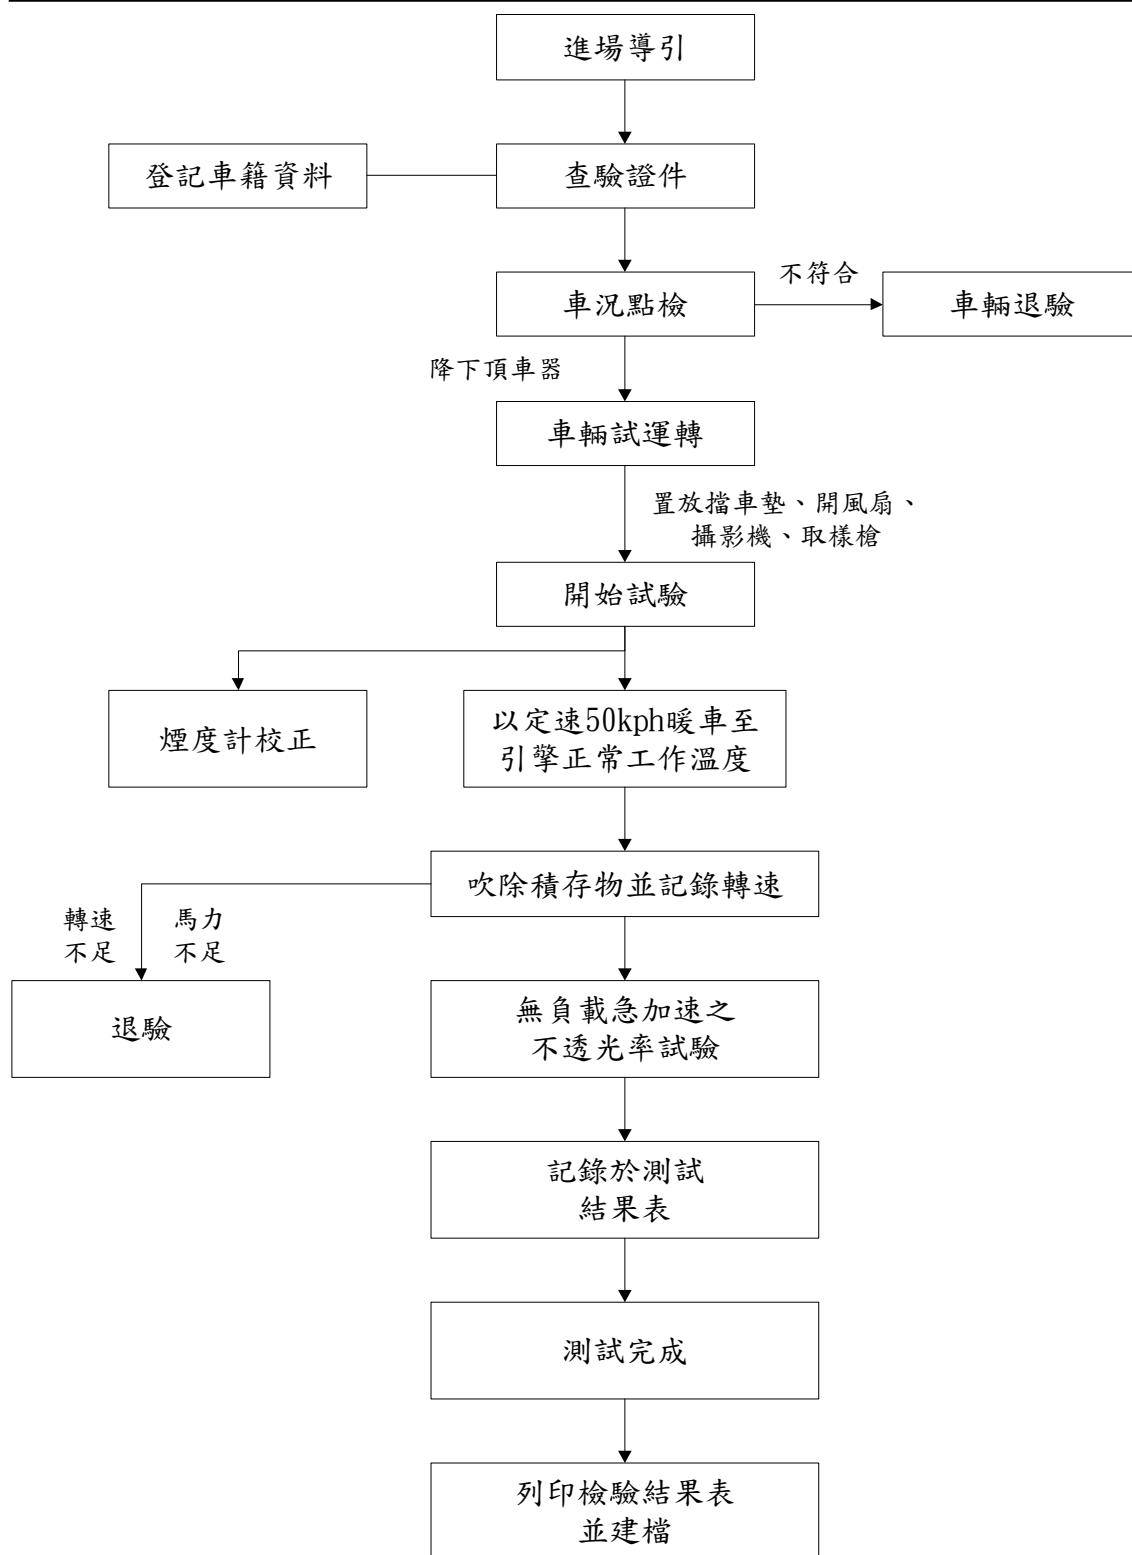 進場導引
登記車籍資料
查驗證件
車況點檢
不符合
車輛退驗
降下頂車器
車輛試運轉
置放擋車墊、開風扇、
攝影機、取樣槍
開始試驗
煙度計校正
以定速50kph暖車至
引擎正常工作溫度
吹除積存物並記錄轉速
轉速
不足
馬力
不足
退驗
無負載急加速之
不透光率試驗
記錄於測試
結果表
測試完成
列印檢驗結果表
並建檔